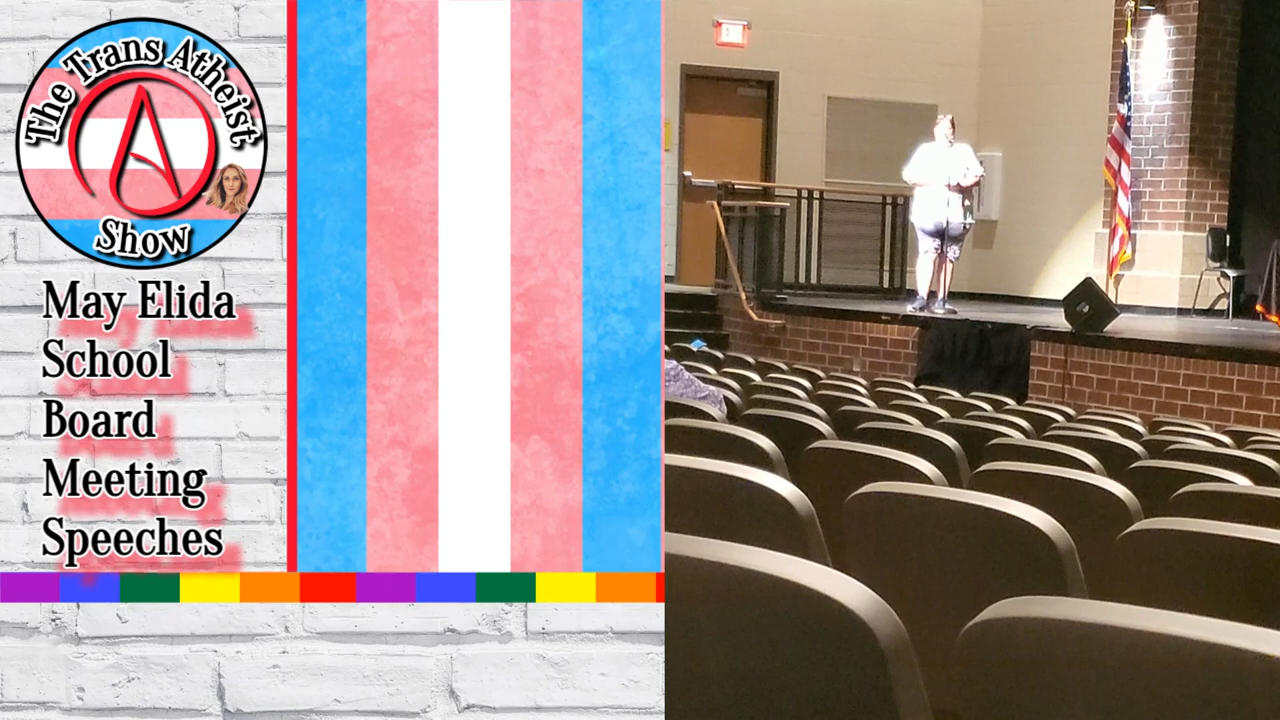 The Trans Atheist
Show
May Elida
School
Board
Meeting
Speeches